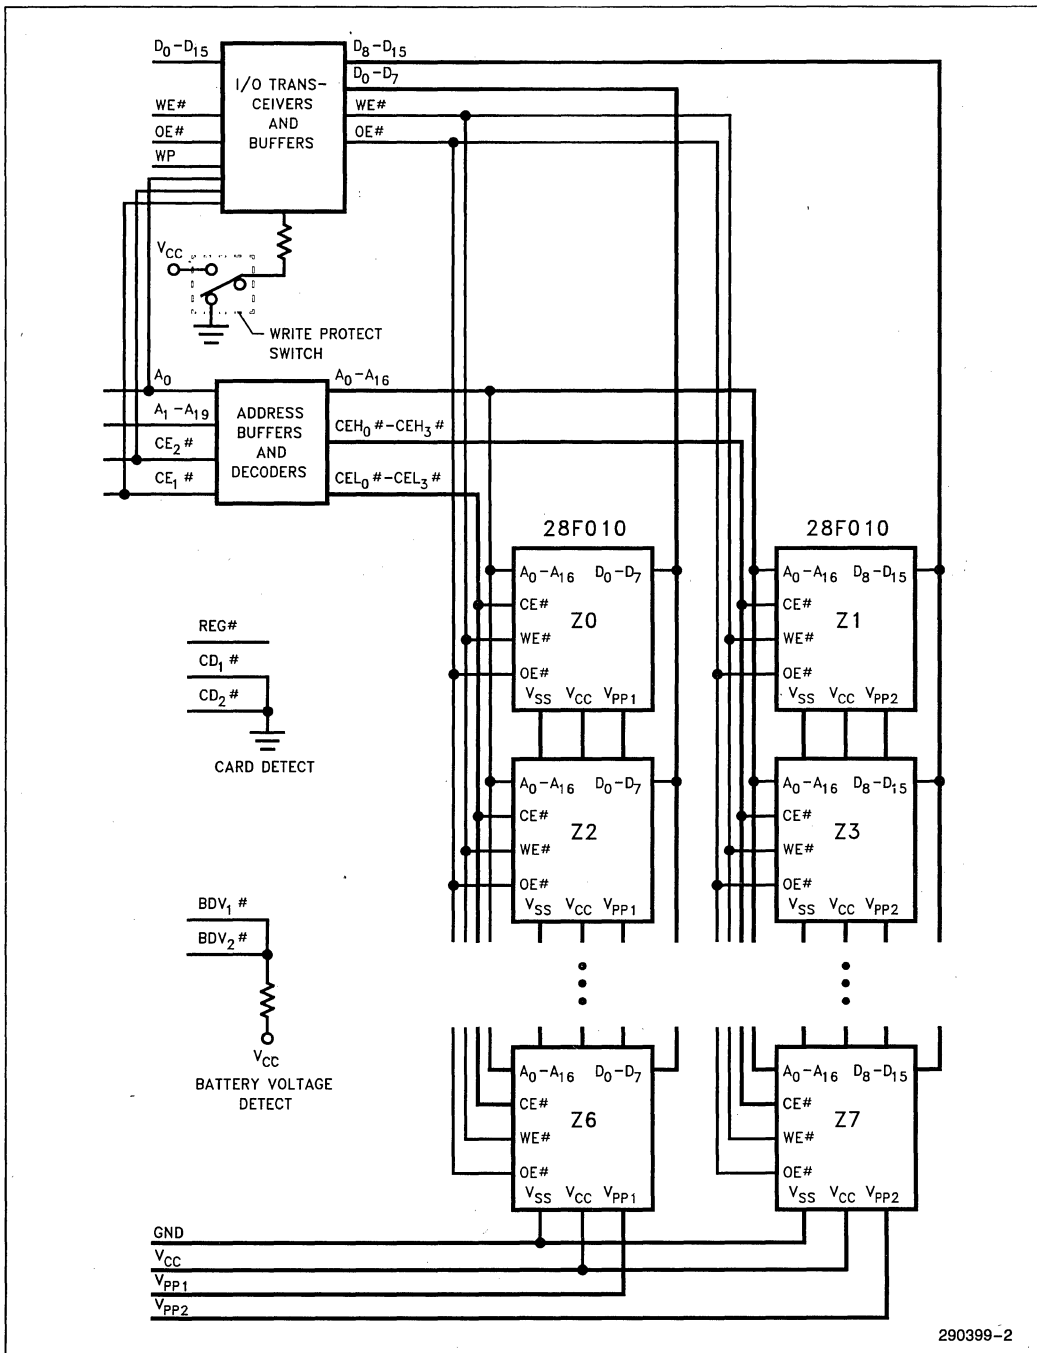 D0-D15
D8-D15
I/O TRANS-
CEIVERS
AND
BUFFERS
D0-D7
WE#
WE#
OE#
OE#
WP
VCC
WRITE PROTECT
SWITCH
A0
A0-A16
A1-A19
ADDRESS
BUFFERS
AND
DECODERS
CEH0#-CEH3#
CE2#
CE1#
CEL0#-CEL3#
28F010
28F010
A0-A16 D0-D7
CE#
Z0
WE#
OE#
VSS VCC VPP1
A0-A16 D8-D15
CE#
Z1
WE#
OE#
VSS VCC VPP2
REG#
CD1#
CD2#
CARD DETECT
A0-A16 D0-D7
CE#
Z2
WE#
OE#
VSS VCC VPP1
A0-A16 D8-D15
CE#
Z3
WE#
OE#
VSS VCC VPP2
BDV1#
BDV2#
VCC
BATTERY VOLTAGE
DETECT
A0-A16 D0-D7
CE#
Z6
WE#
OE#
VSS VCC VPP1
A0-A16 D8-D15
CE#
Z7
WE#
OE#
VSS VCC VPP2
GND
VCC
VPP1
VPP2
290399-2